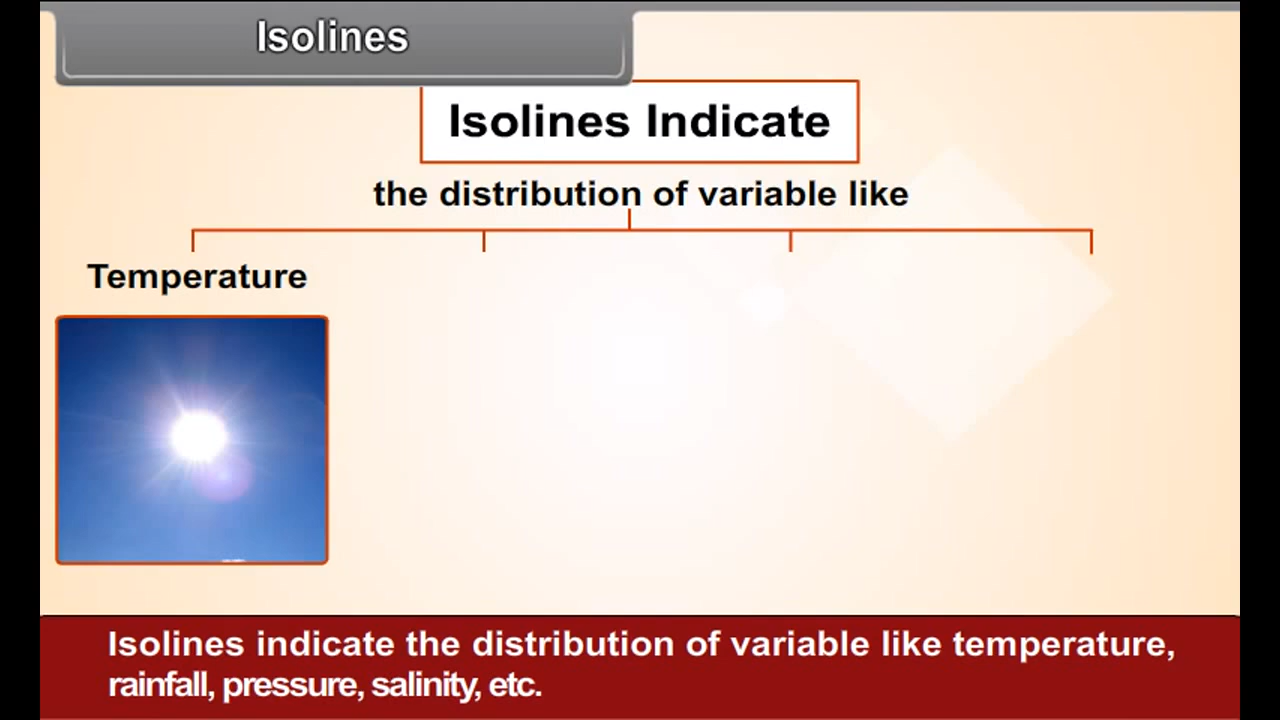 Isolines
Isolines Indicate
the distribution of variable like
Temperature
Isolines indicate the distribution of variable like temperature,
rainfall, pressure, salinity, etc.